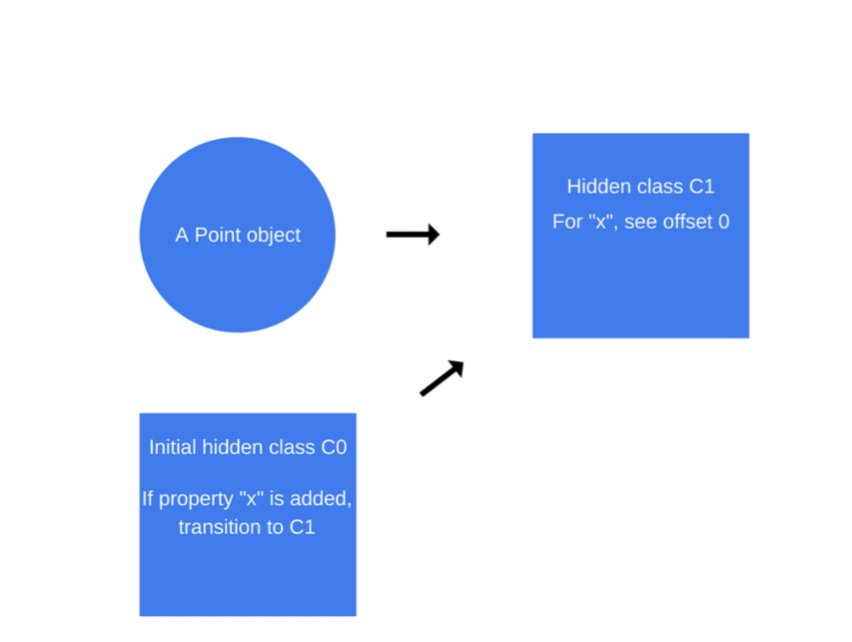 A Point object
Hidden class C1
For "x", see offset 0
Initial hidden class C0
If property "x" is added,
transition to C1